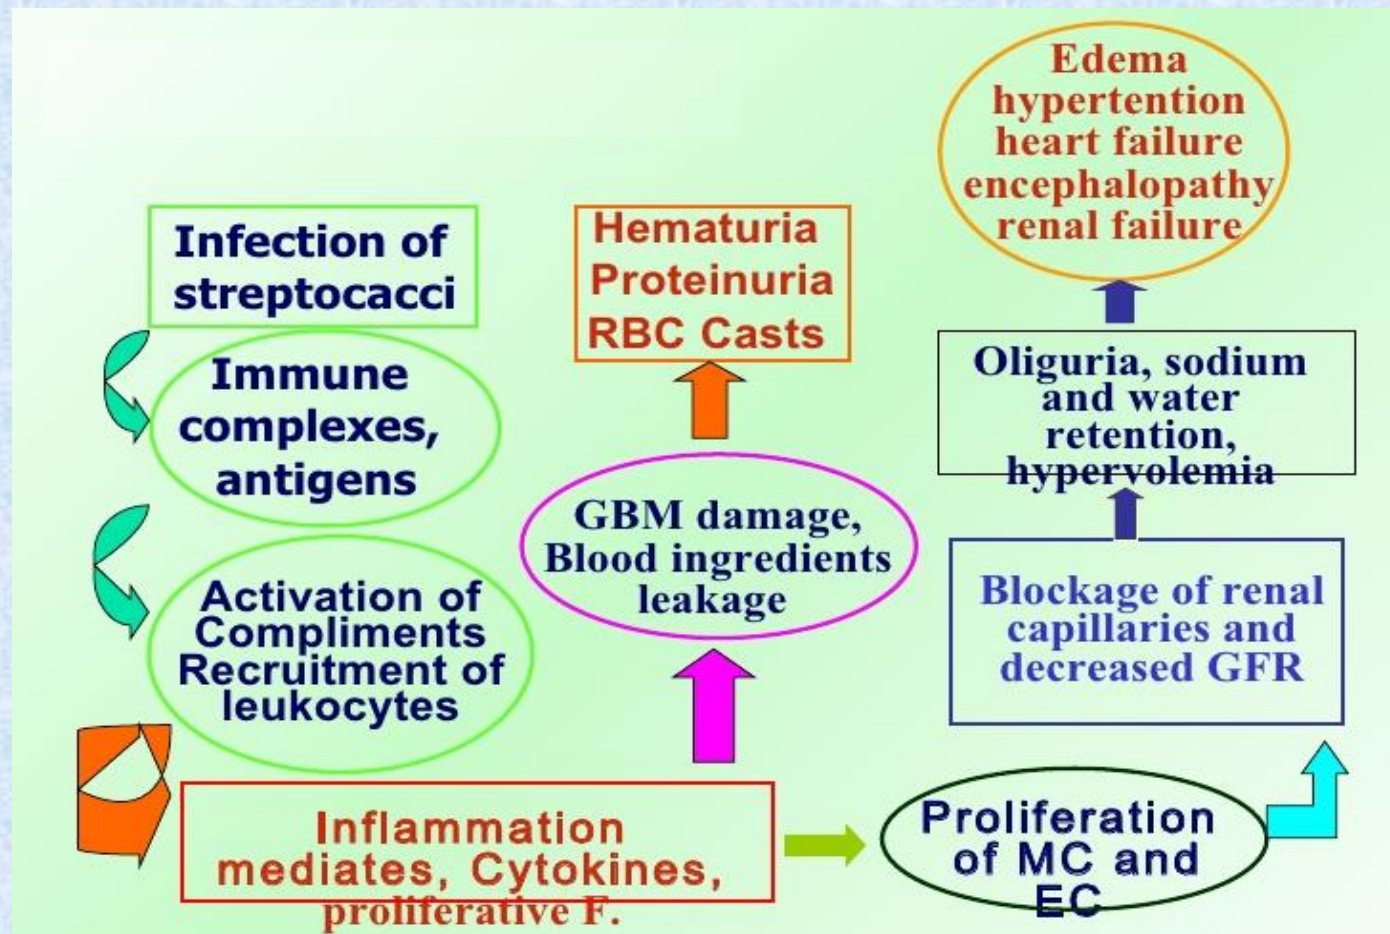 Infection of
streptocacci
Immune
complexes,
antigens
Activation of
Compliments
Recruitment of
leukocytes
Inflammation
mediates, Cytokines,
proliferative F.
Hematuria
Proteinuria
RBC Casts
GBM damage,
Blood ingredients
leakage
Edema
hypertention
heart failure
encephalopathy
renal failure
Oliguria, sodium
and water
retention,
hypervolemia
Blockage of renal
capillaries and
decreased GFR
Proliferation
of MC and
EC